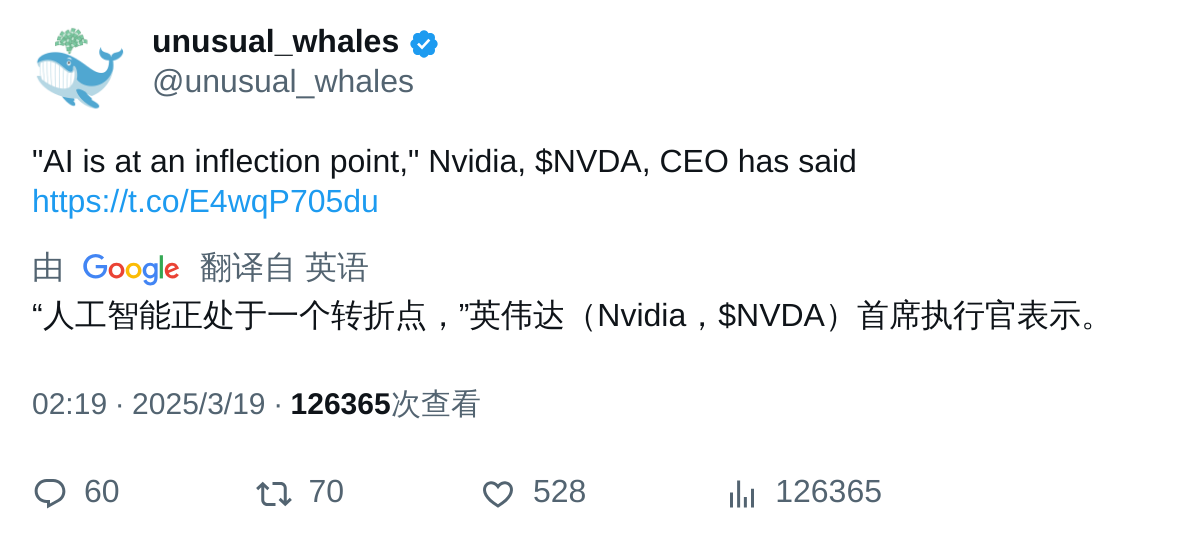 unusual_whales
@unusual_whales
"AI is at an inflection point," Nvidia, $NVDA, CEO has said
https://t.co/E4wqP705du
由 Google 翻译自 英语
“人工智能正处于一个转折点，”英伟达（Nvidia，$NVDA）首席执行官表示。
02:19 · 2025/3/19 · 126365次查看
60 70 528 126365